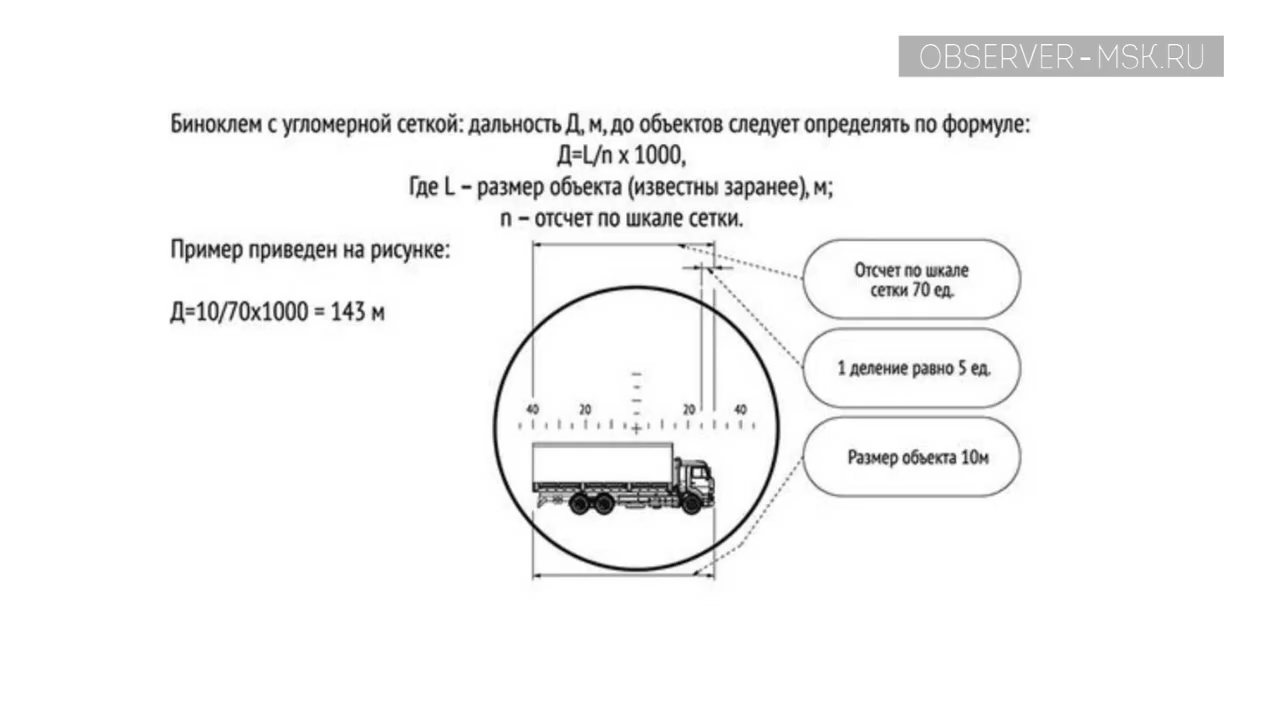 OBSERVER-MSK.RU
Биноклем с угломерной сеткой: дальность Д, м, до объектов следует определять по формуле:
Д=L/n x 1000,
Где L – размер объекта (известны заранее), м;
n – отсчет по шкале сетки.
Пример приведен на рисунке:
Д=10/70x1000 = 143 м
Отсчет по шкале
сетки 70 ед.
1 деление равно 5 ед.
40 20 20 40
Размер объекта 10м